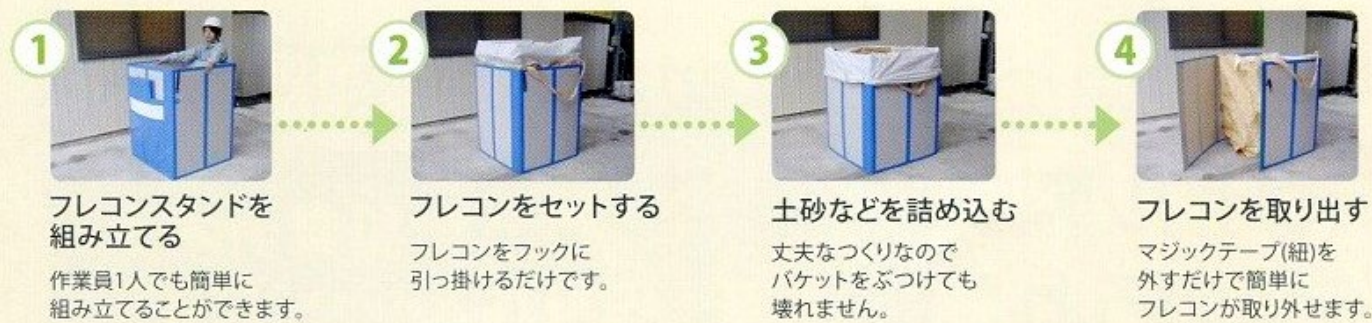 1
フレコンスタンドを
組み立てる
作業員1人でも簡単に
組み立てることができます。
2
フレコンをセットする
フレコンをフックに
引っ掛けるだけです。
3
土砂などを詰め込む
丈夫なつくりなので
バケットをぶつけても
壊れません。
4
フレコンを取り出す
マジックテープ(紐)を
外すだけで簡単に
フレコンが取り外せます。